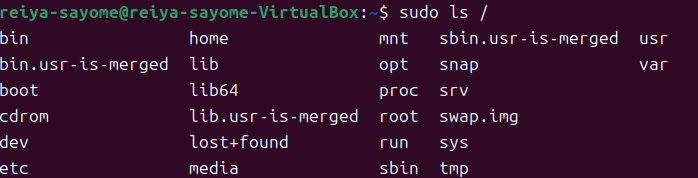 reiya-sayome@reiya-sayome-VirtualBox:~$ sudo ls /
bin home mnt sbin.usr-is-merged usr
bin.usr-is-merged lib opt snap var
boot lib64 proc srv
cdrom lib.usr-is-merged root swap.img
dev lost+found run sys
etc media sbin tmp